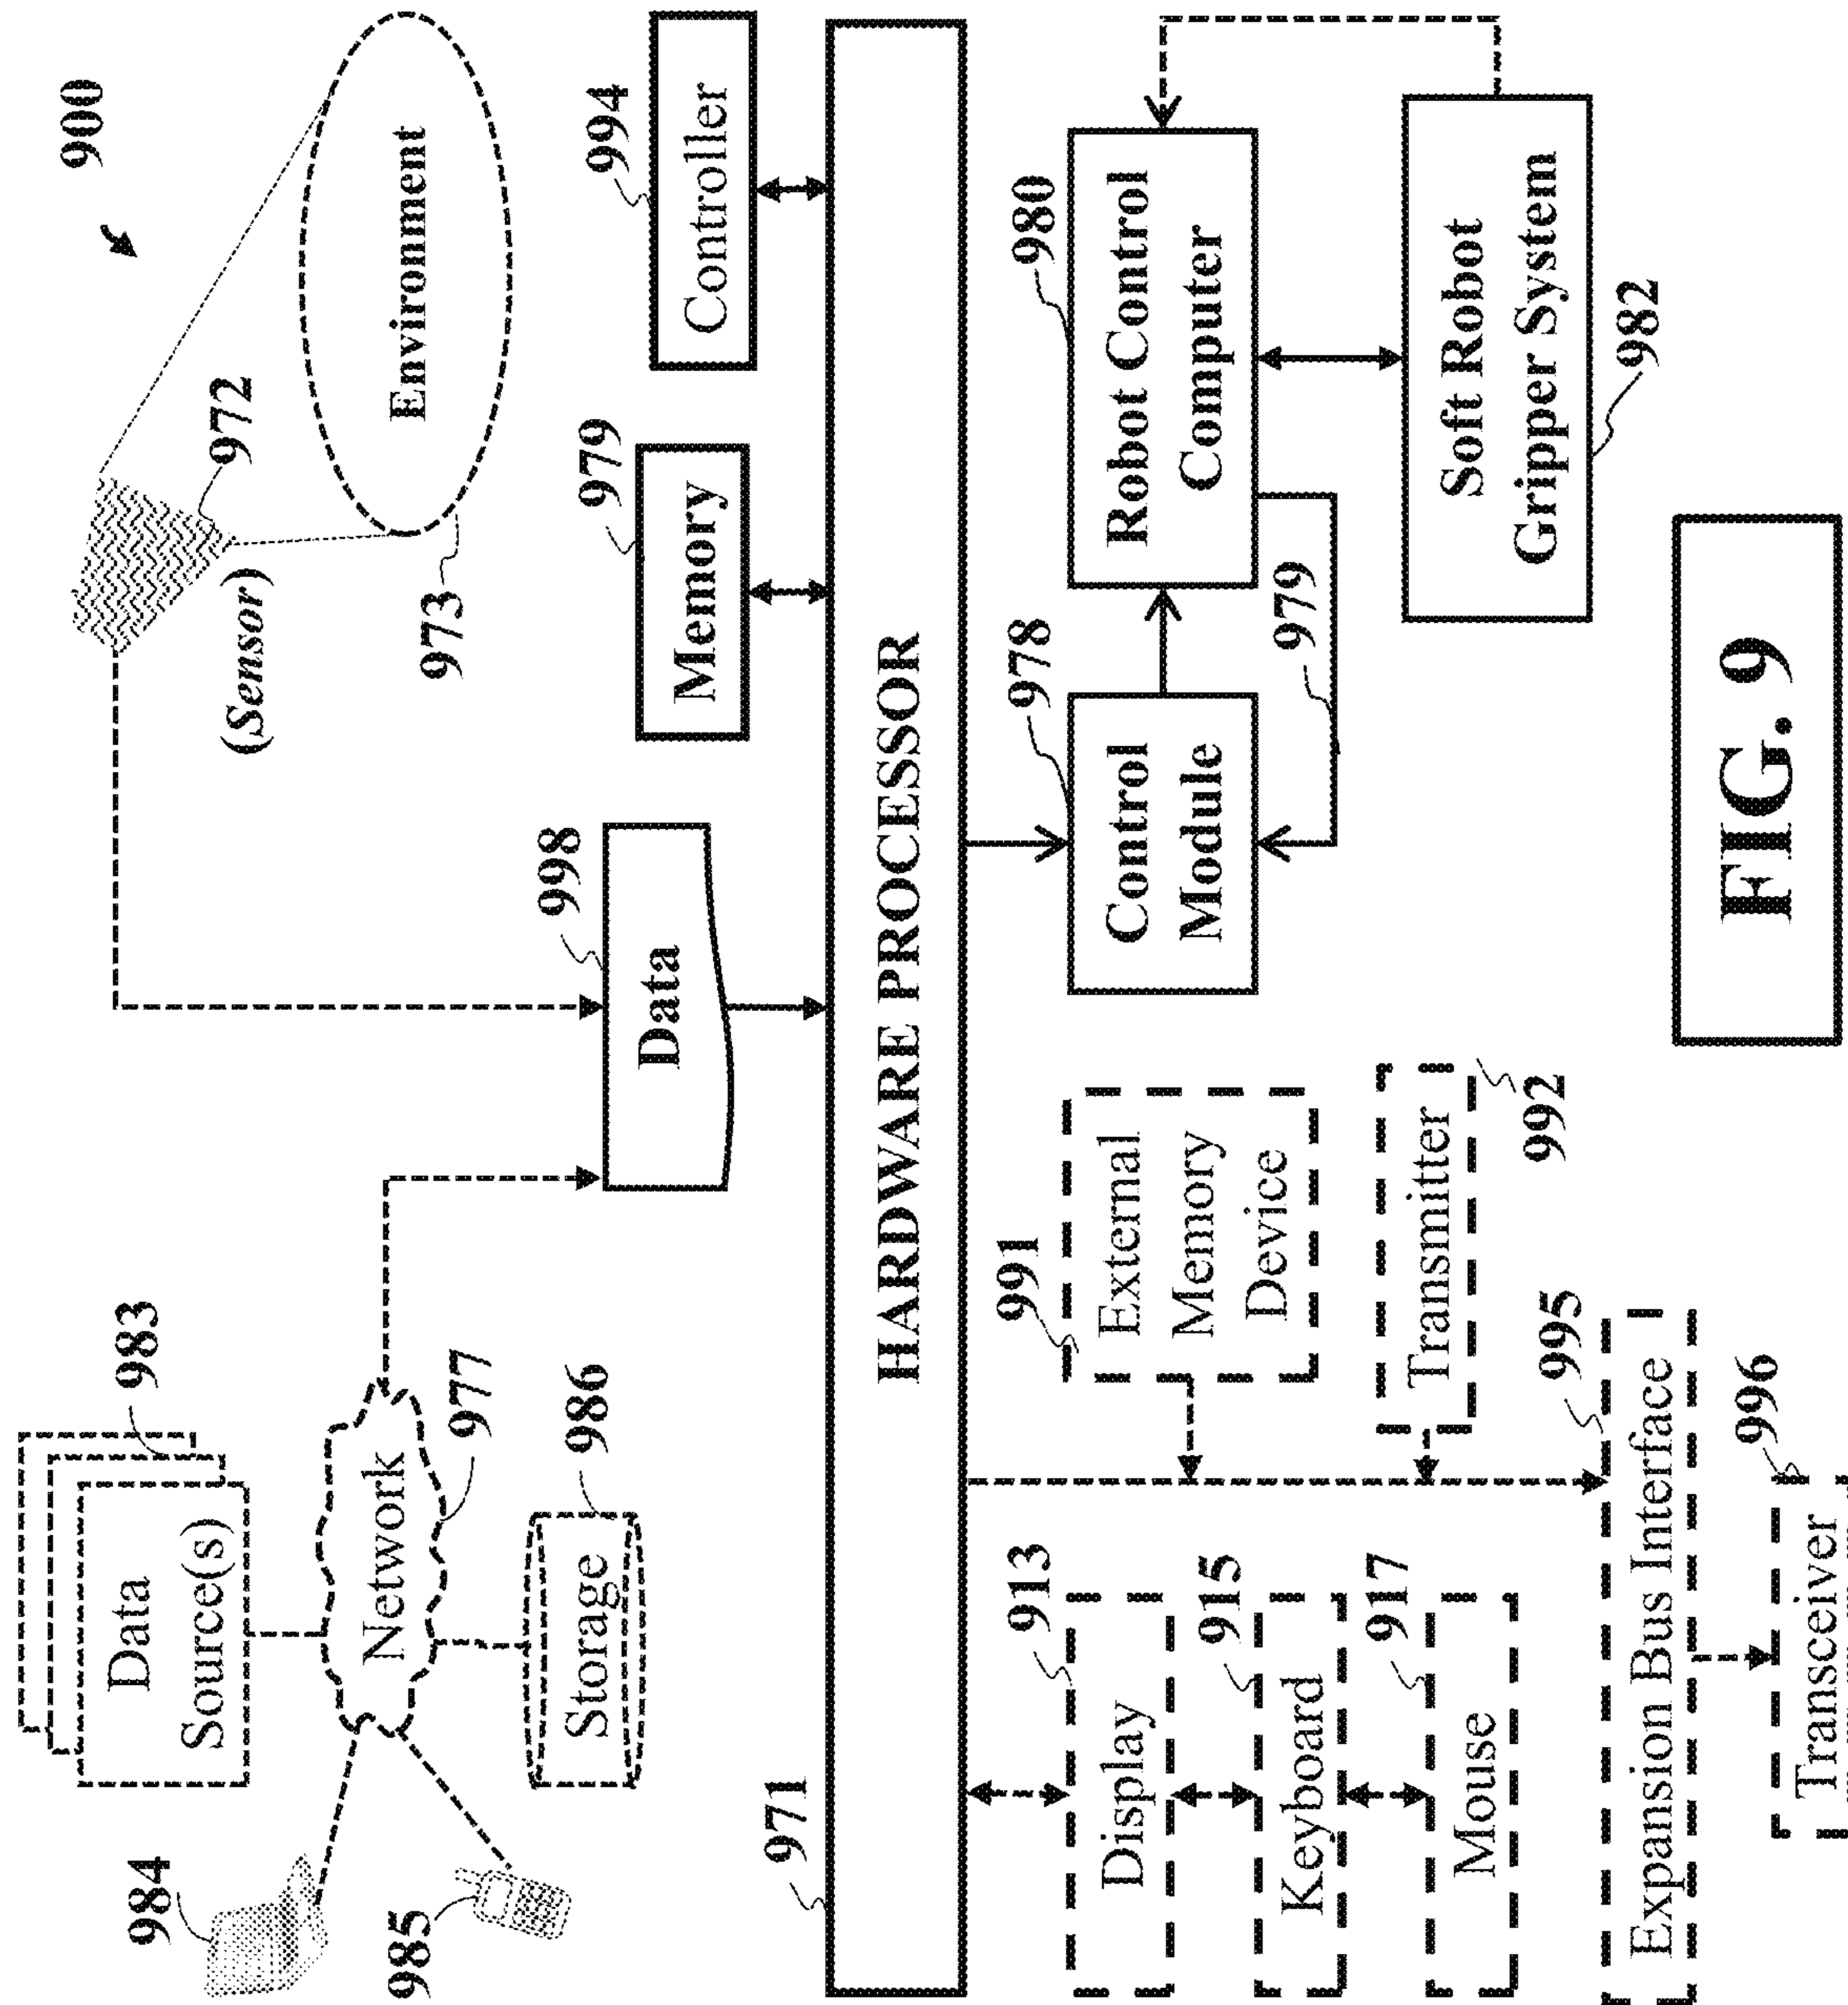 900
984
985
Data
Source(s)
983
Network
977
Storage
986
(Sensor)
972
973
Environment
Data
998
Memory
979
Controller
994
971
HARDWARE PROCESSOR
Display
913
Keyboard
915
Mouse
917
External
Memory
Device
991
Transmitter
992
Expansion Bus Interface
995
Transceiver
996
Control
Module
978
979
Robot Control
Computer
980
Soft Robot
Gripper System
982
FIG. 9